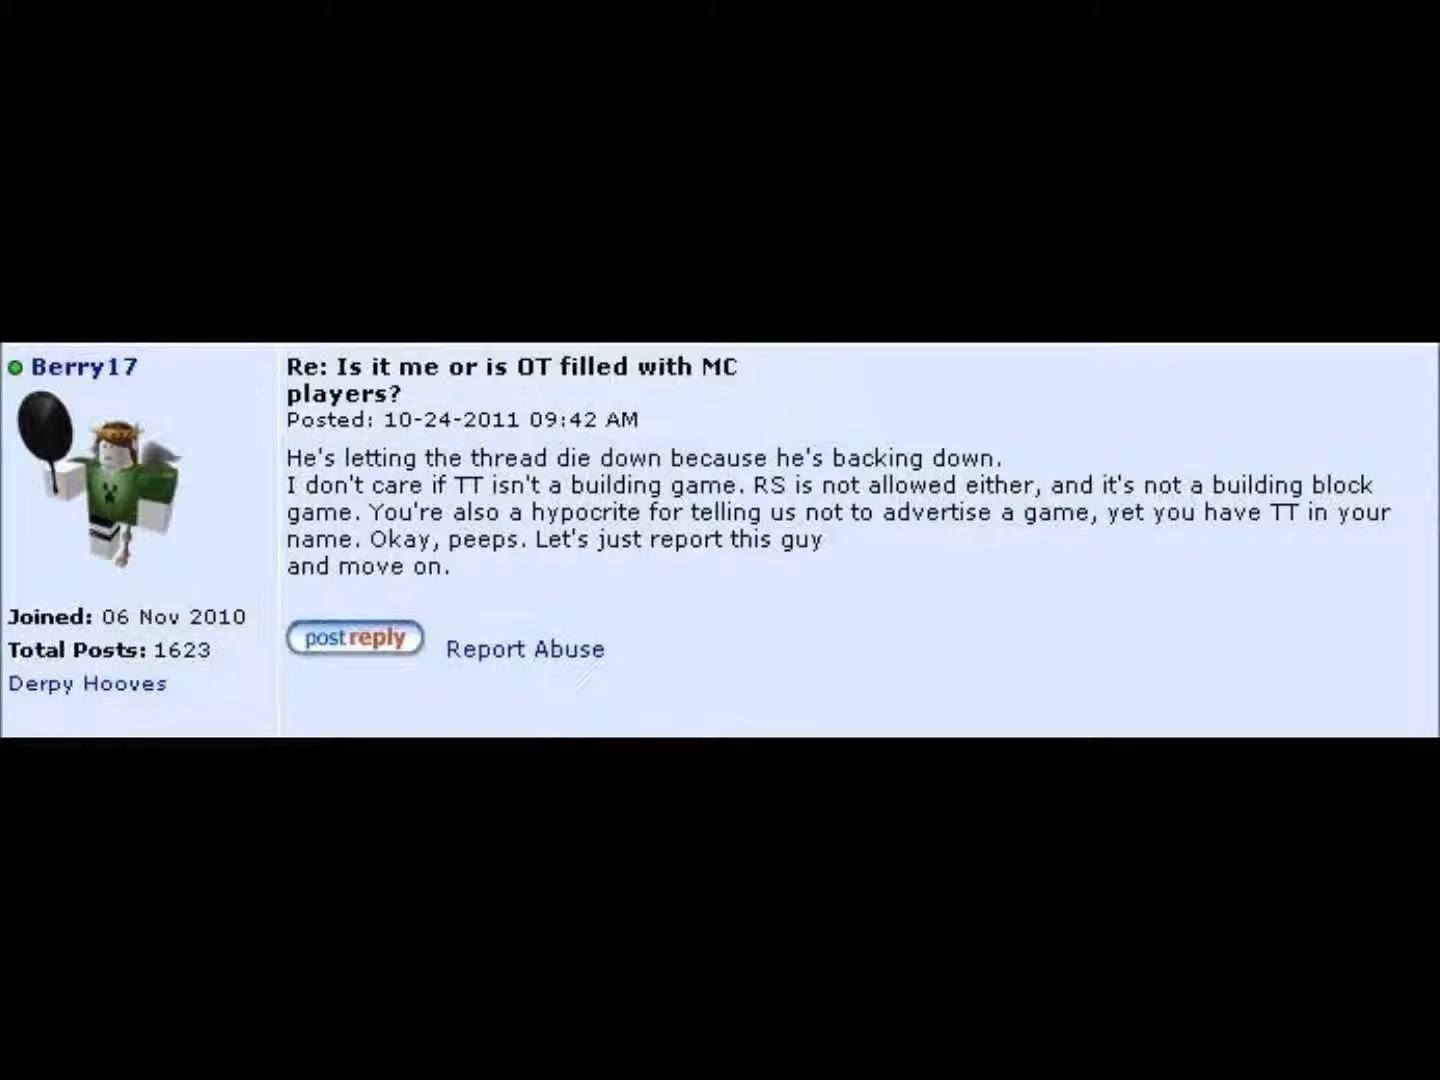 Berry17
Joined: 06 Nov 2010
Total Posts: 1623
Derpy Hooves
Re: Is it me or is OT filled with MC
players?
Posted: 10-24-2011 09:42 AM
He's letting the thread die down because he's backing down.
I don't care if TT isn't a building game. RS is not allowed either, and it's not a building block
game. You're also a hypocrite for telling us not to advertise a game, yet you have TT in your
name. Okay, peeps. Let's just report this guy
and move on.
postreply
Report Abuse